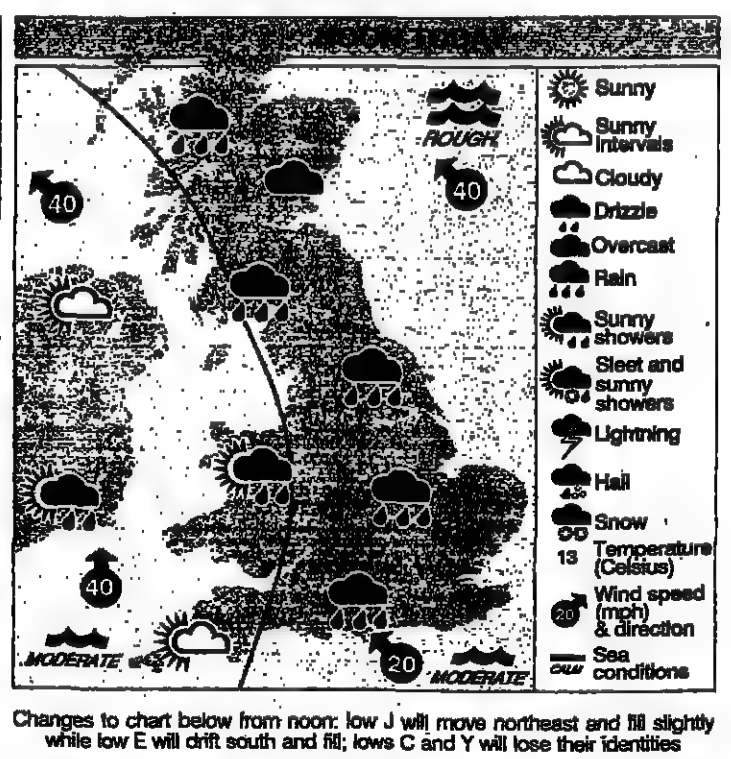 NOON TODAY
ROUGH
40
40
40
MODERATE
20
MODERATE
Sunny
Sunny
Intervals
Cloudy
Drizzle
Overcast
Rain
Sunny
showers
Sleet and
sunny
showers
Lightning
Hail
Snow
13 Temperature
(Celsius)
20 Wind speed
(mph)
& direction
CALM Sea
conditions
Changes to chart below from noon: low J will move northeast and fill slightly
while low E will drift south and fill; lows C and Y will lose their identities